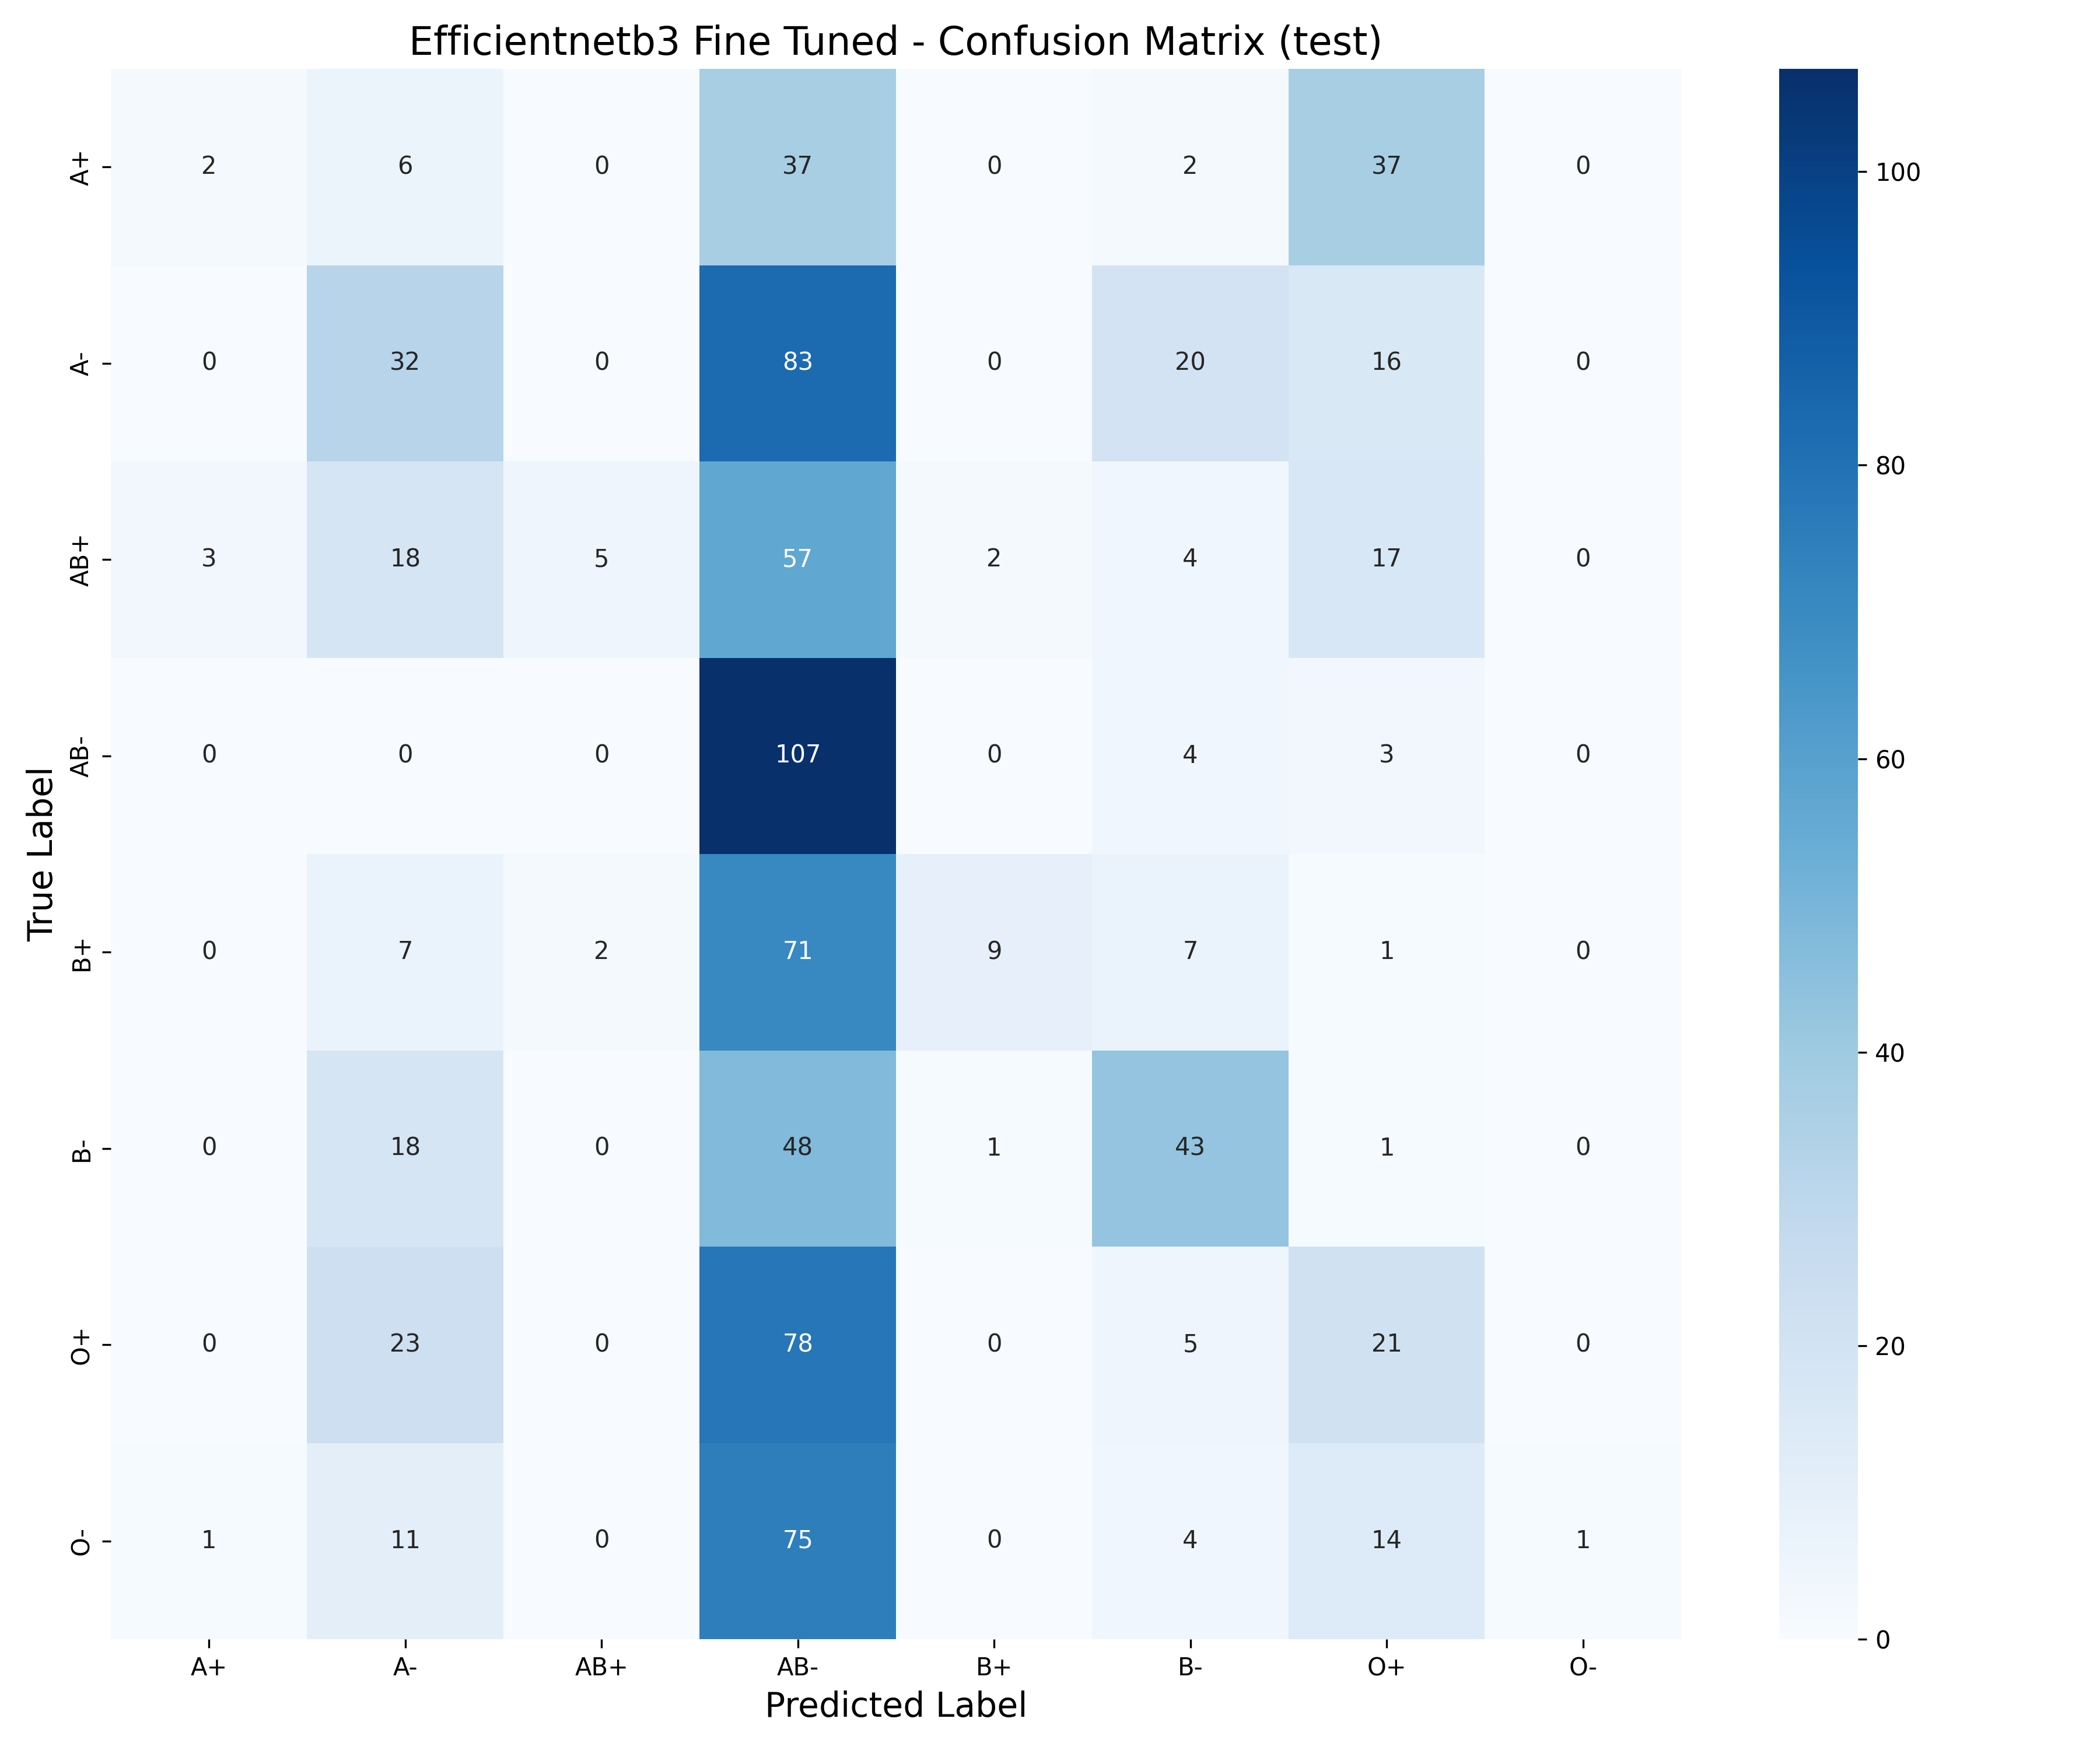 Efficientnetb3 Fine Tuned - Confusion Matrix (test)
True Label
A+ 2 6 0 37 0 2 37 0
A- 0 32 0 83 0 20 16 0
AB+ 3 18 5 57 2 4 17 0
AB- 0 0 0 107 0 4 3 0
B+ 0 7 2 71 9 7 1 0
B- 0 18 0 48 1 43 1 0
O+ 0 23 0 78 0 5 21 0
O- 1 11 0 75 0 4 14 1
A+ A- AB+ AB- B+ B- O+ O-
Predicted Label
100
80
60
40
20
0